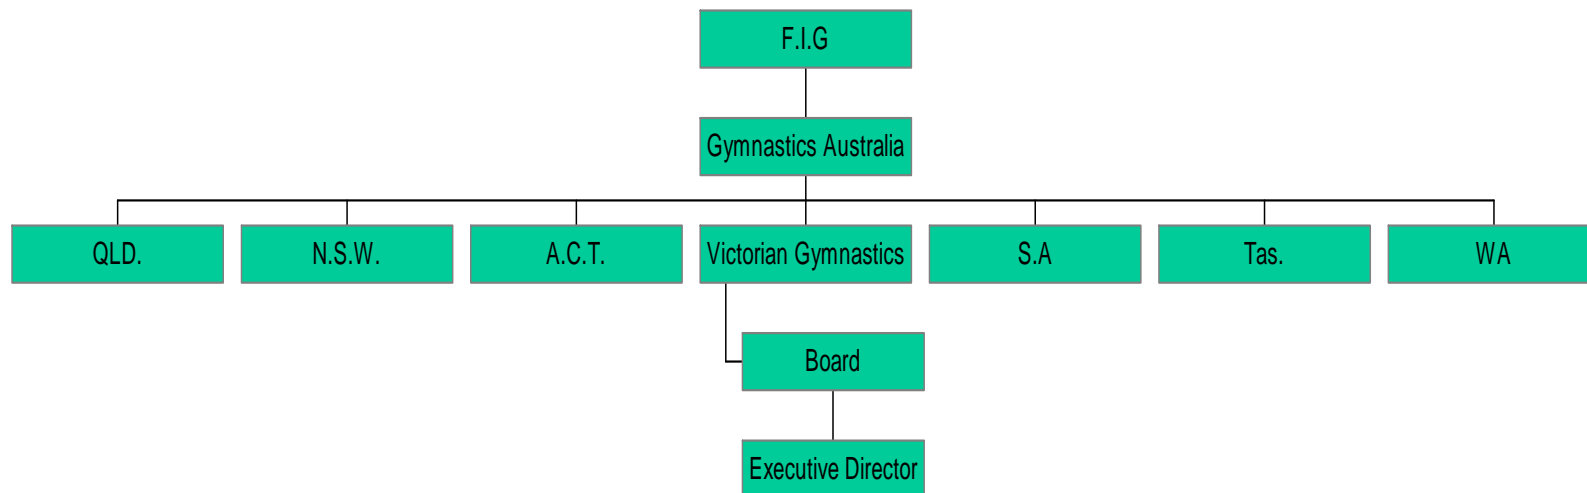 F.I.G
Gymnastics Australia
QLD.
N.S.W.
A.C.T.
Victorian Gymnastics
S.A
Tas.
WA
Board
Executive Director